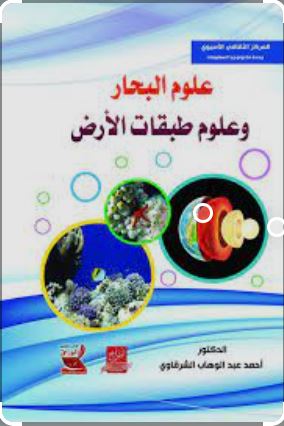 المركز الثقافي الآسيوي
علوم البحار
وعلوم طبقات الأرض
الدكتور
أحمد عبد الوهاب الشرقاوي